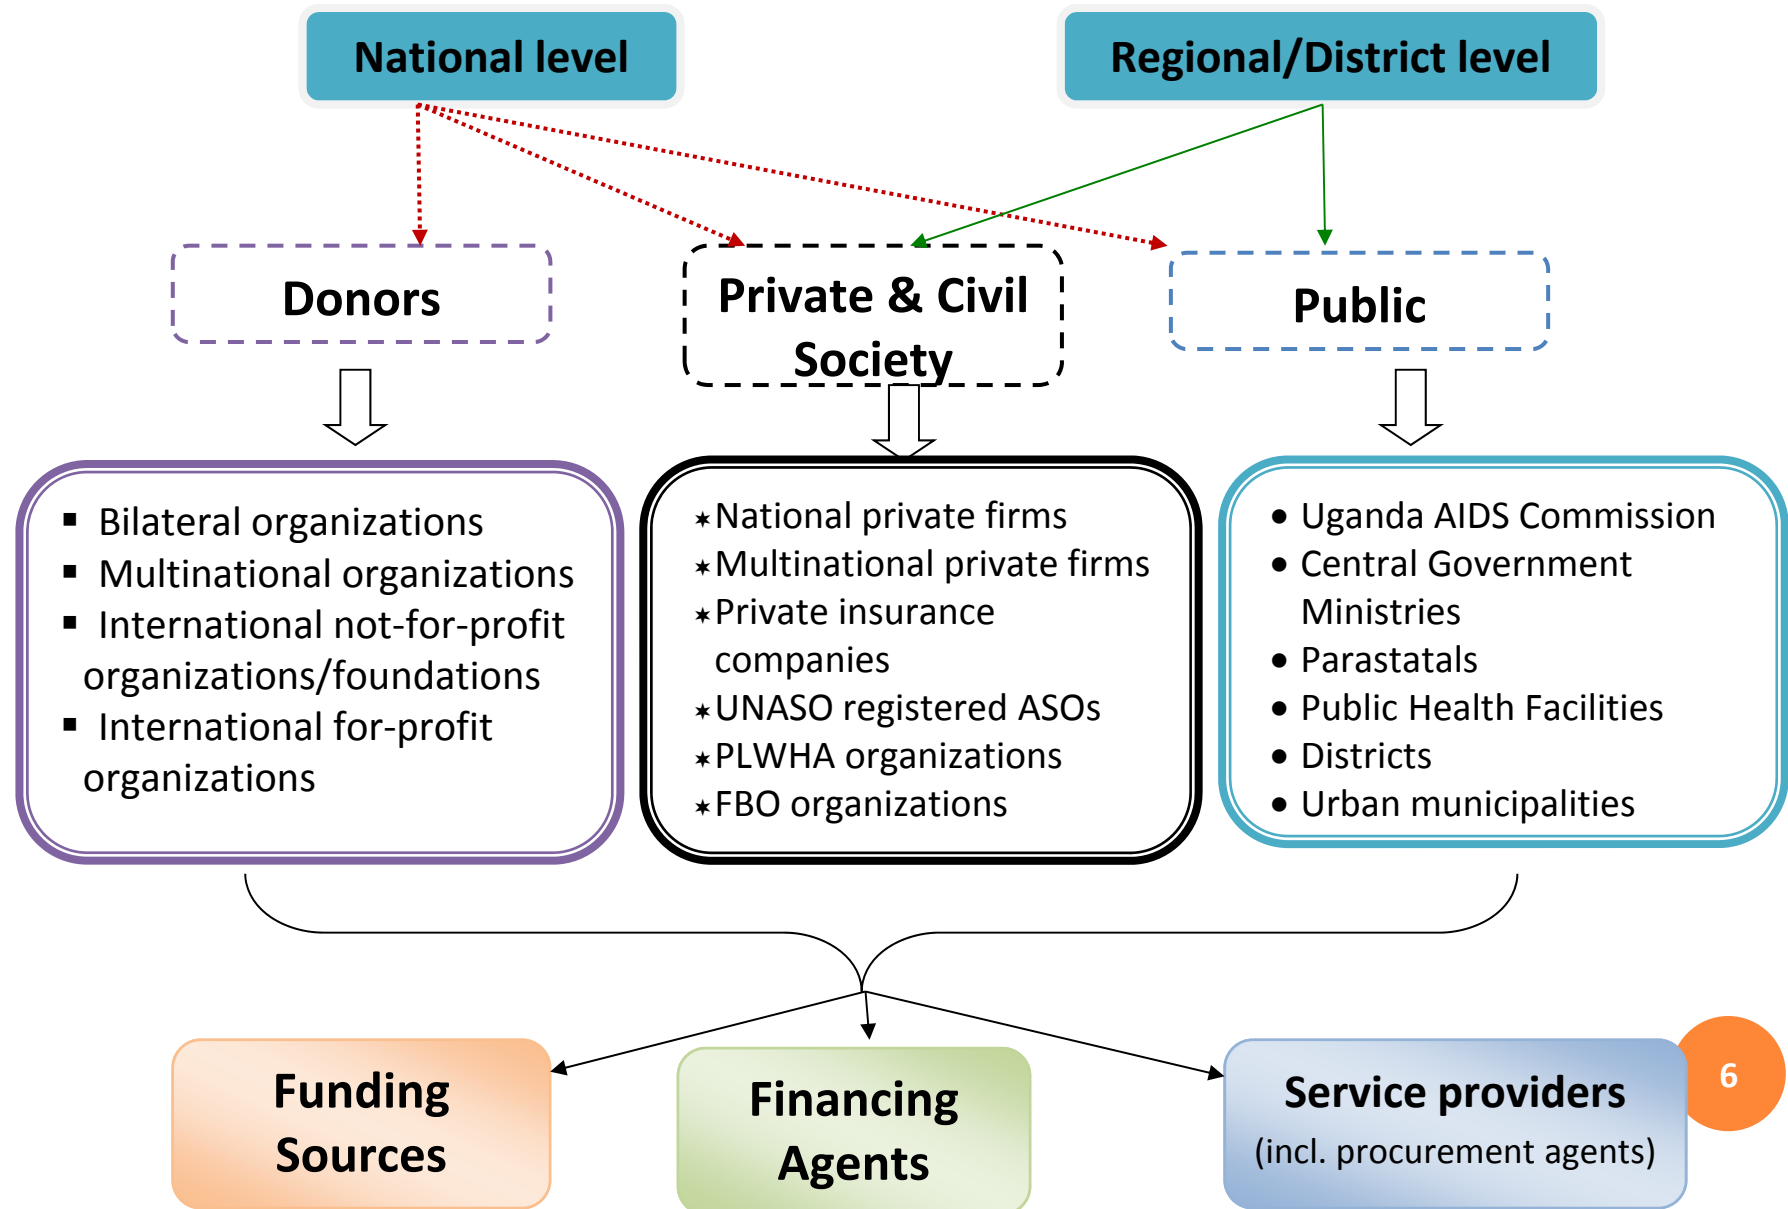 National level
Regional/District level
Donors
Private & Civil
Society
Public
▪ Bilateral organizations
▪ Multinational organizations
▪ International not-for-profit
organizations/foundations
▪ International for-profit
organizations
✶National private firms
✶Multinational private firms
✶Private insurance
companies
✶UNASO registered ASOs
✶PLWHA organizations
✶FBO organizations
• Uganda AIDS Commission
• Central Government
Ministries
• Parastatals
• Public Health Facilities
• Districts
• Urban municipalities
Funding
Sources
Financing
Agents
Service providers
(incl. procurement agents)
6